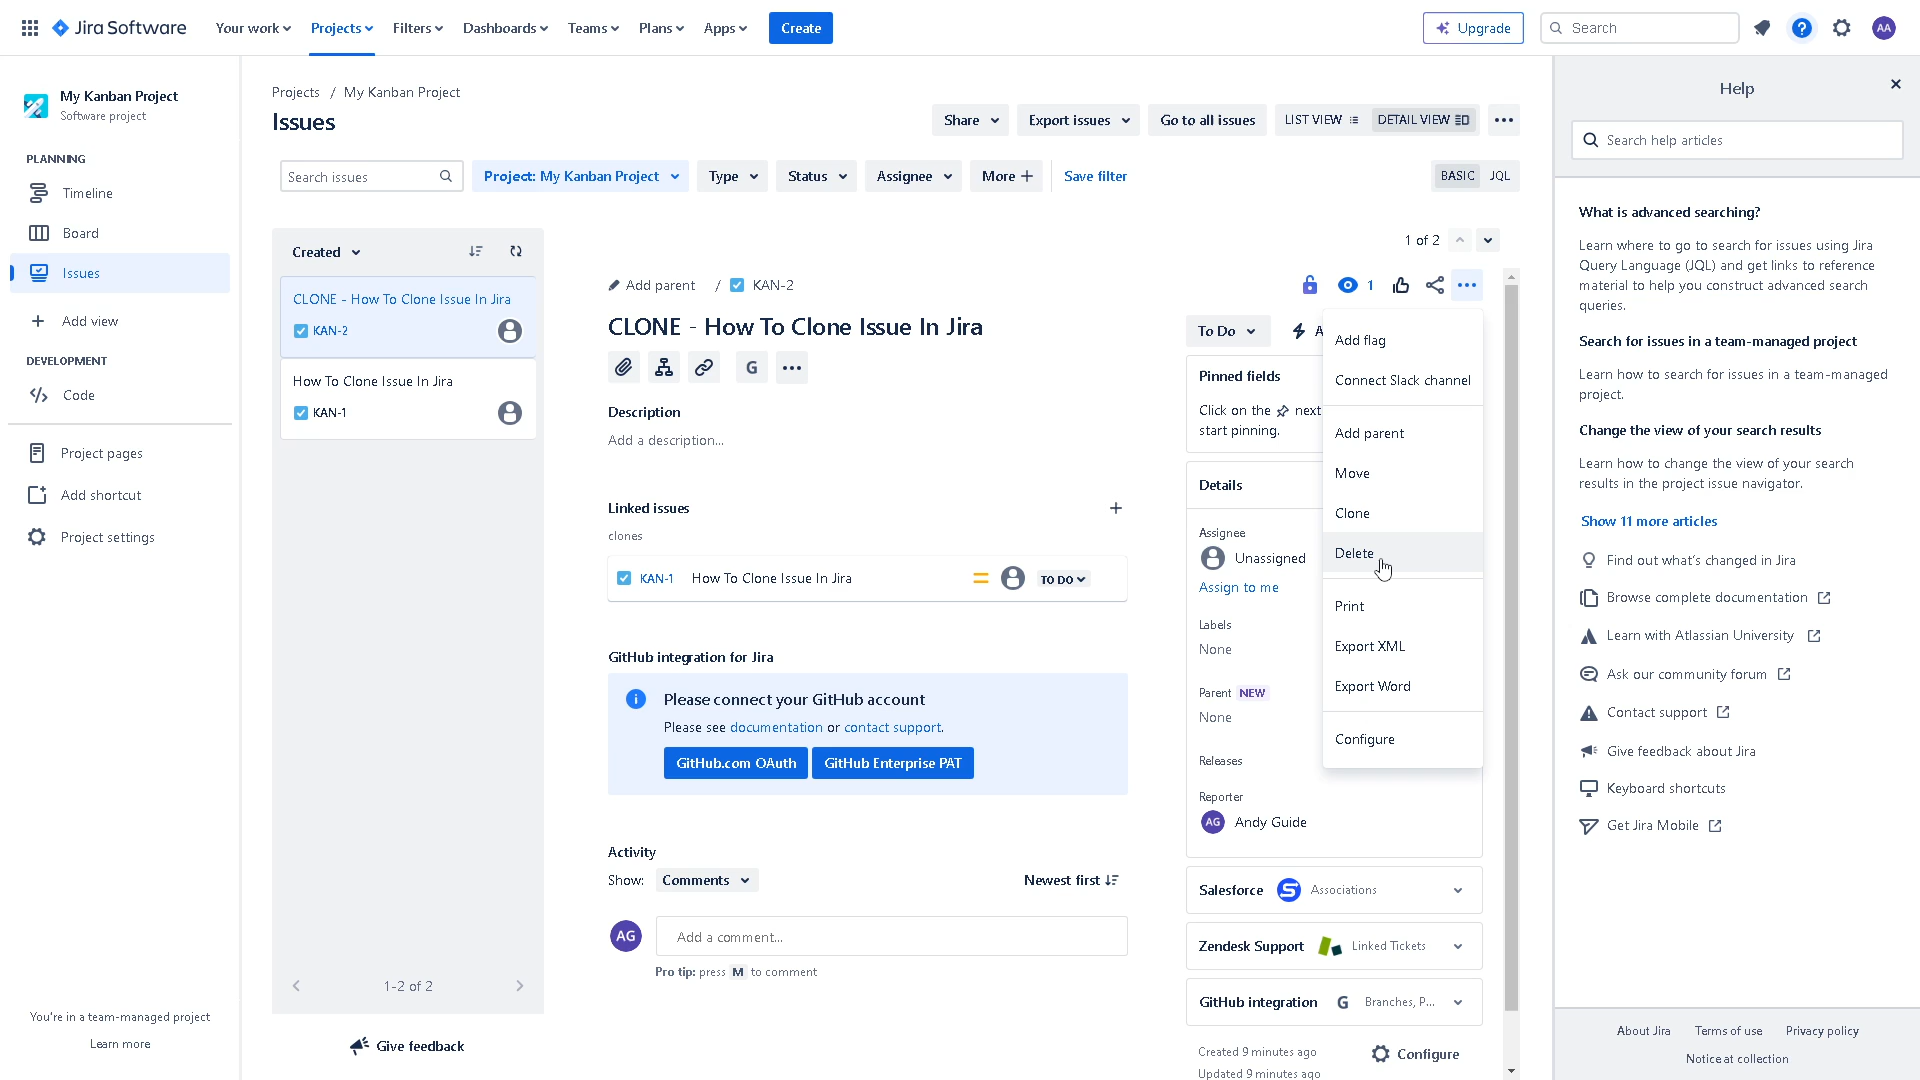 Jira Software
Your work
Projects
Filters
Dashboards
Teams
Plans
Apps
Create
Upgrade
Search
AA
My Kanban Project
Software project
PLANNING
Timeline
Board
Issues
Add view
DEVELOPMENT
Code
Project pages
Add shortcut
Project settings
You're in a team-managed project
Learn more
Projects / My Kanban Project
Issues
Share
Export issues
Go to all issues
LIST VIEW
DETAIL VIEW
Search issues
Project: My Kanban Project
Type
Status
Assignee
More
Save filter
BASIC
JQL
Created
CLONE - How To Clone Issue In Jira
KAN-2
How To Clone Issue In Jira
KAN-1
1-2 of 2
Give feedback
1 of 2
Add parent / KAN-2
1
CLONE - How To Clone Issue In Jira
G
Description
Add a description...
Linked issues
clones
KAN-1 How To Clone Issue In Jira
TO DO
GitHub integration for Jira
Please connect your GitHub account
Please see documentation or contact support.
GitHub.com OAuth
GitHub Enterprise PAT
Activity
Show: Comments
Newest first
AG
Add a comment...
Pro tip: press M to comment
To Do
A
Pinned fields
Click on the next
start pinning.
Details
Assignee
Unassigned
Assign to me
Labels
None
Parent NEW
None
Releases
Reporter
AG Andy Guide
Add flag
Connect Slack channel
Add parent
Move
Clone
Delete
Print
Export XML
Export Word
Configure
Salesforce Associations
Zendesk Support Linked Tickets
GitHub integration G Branches, P...
Created 9 minutes ago
Updated 9 minutes ago
Configure
Help
Search help articles
What is advanced searching?
Learn where to go to search for issues using Jira
Query Language (JQL) and get links to reference
material to help you construct advanced search
queries.
Search for issues in a team-managed project
Learn how to search for issues in a team-managed
project.
Change the view of your search results
Learn how to change the view of your search
results in the project issue navigator.
Show 11 more articles
Find out what's changed in Jira
Browse complete documentation
Learn with Atlassian University
Ask our community forum
Contact support
Give feedback about Jira
Keyboard shortcuts
Get Jira Mobile
About Jira
Terms of use
Privacy policy
Notice at collection